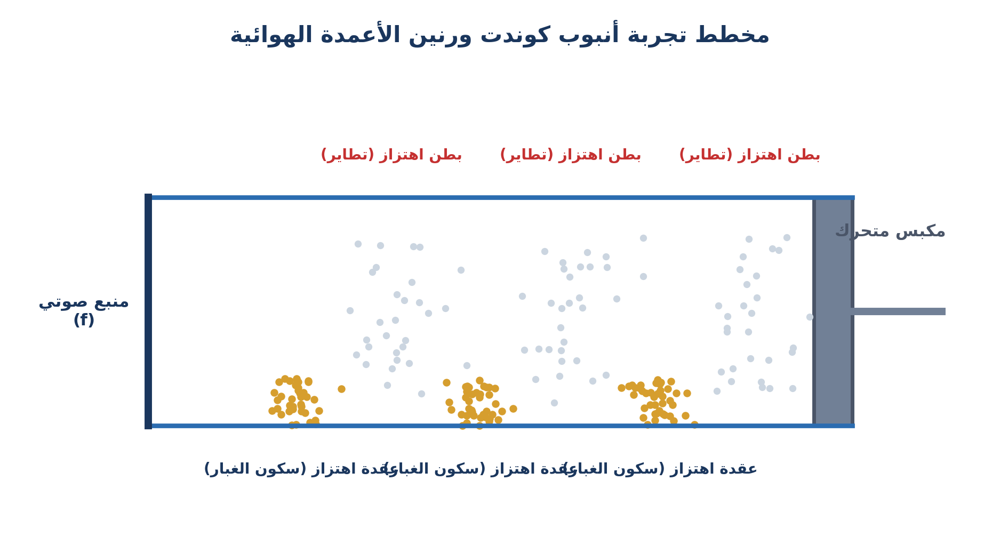 مخطط تجربة أنبوب كوندت ورنين الأعمدة الهوائية
بطن اهتزاز (تطاير)
بطن اهتزاز (تطاير)
بطن اهتزاز (تطاير)
مكبس متحرك
منبع صوتي
(f)
عقدة اهتزاز (سكون الغبار)
عقدة اهتزاز (سكون الغبار)
عقدة اهتزاز (سكون الغبار)